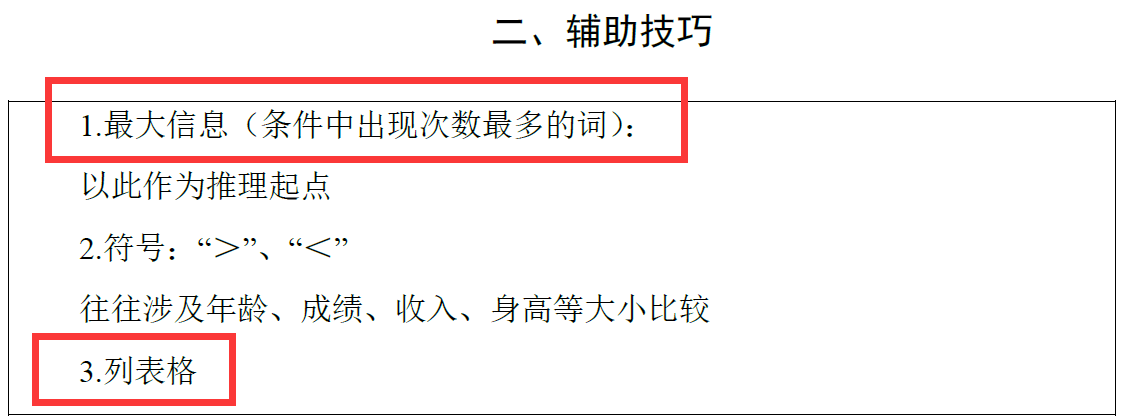 二、辅助技巧
1.最大信息（条件中出现次数最多的词）：
以此作为推理起点
2.符号：“＞”、“＜”
往往涉及年龄、成绩、收入、身高等大小比较
3.列表格